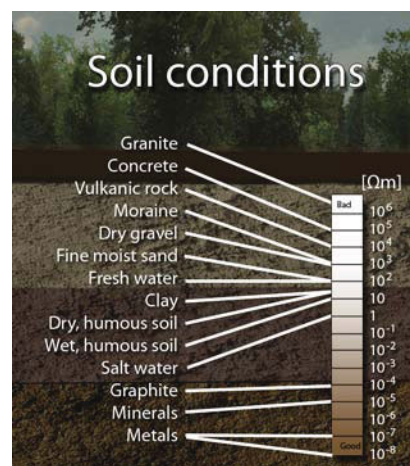 Soil conditions
Granite
Concrete
Vulkanic rock
Moraine
Dry gravel
Fine moist sand
Fresh water
Clay
Dry, humous soil
Wet, humous soil
Salt water
Graphite
Minerals
Metals
[Ωm]
Bad
10⁶
10⁵
10⁴
10³
10²
10
1
10⁻¹
10⁻²
10⁻³
10⁻⁴
10⁻⁵
10⁻⁶
10⁻⁷
Good
10⁻⁸